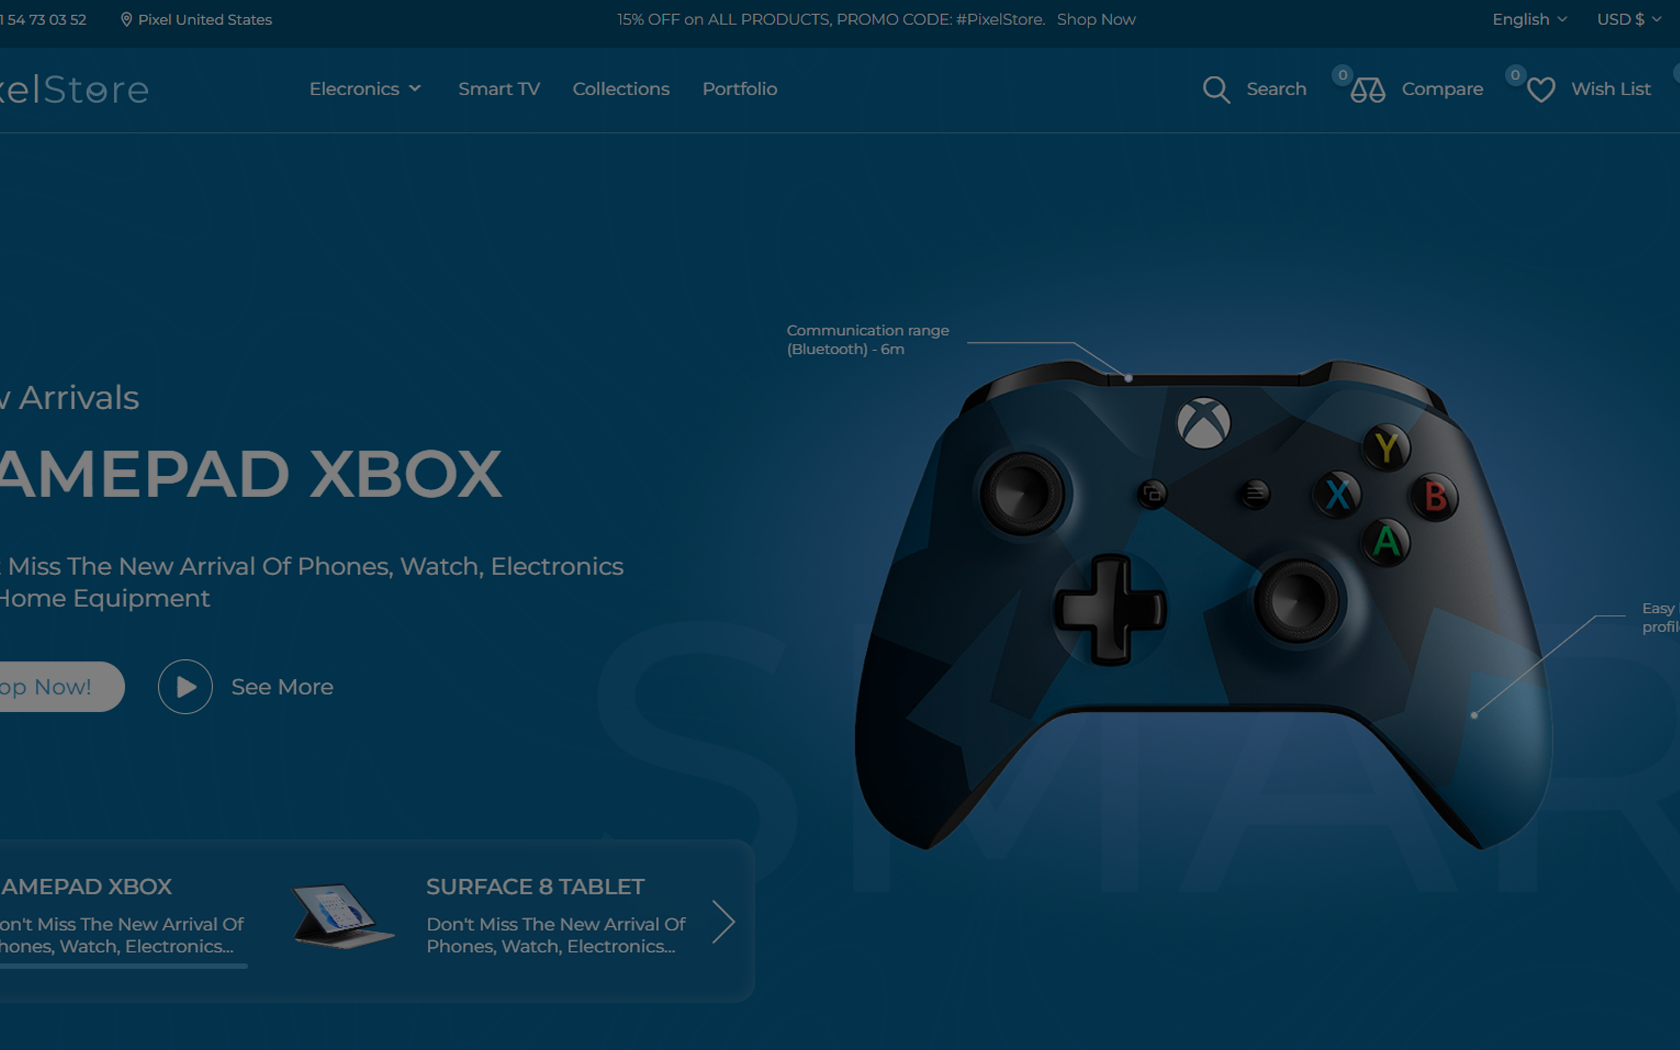 1 54 73 03 52
Pixel United States
15% OFF on ALL PRODUCTS, PROMO CODE: #PixelStore. Shop Now
English
USD $
xelStore
Elecronics
Smart TV
Collections
Portfolio
Search
0
Compare
0
Wish List
Communication range
(Bluetooth) - 6m
w Arrivals
AMEPAD XBOX
t Miss The New Arrival Of Phones, Watch, Electronics
Home Equipment
op Now!
See More
Y
X
B
A
Easy
profil
SMAR
AMEPAD XBOX
on't Miss The New Arrival Of
hones, Watch, Electronics...
SURFACE 8 TABLET
Don't Miss The New Arrival Of
Phones, Watch, Electronics...